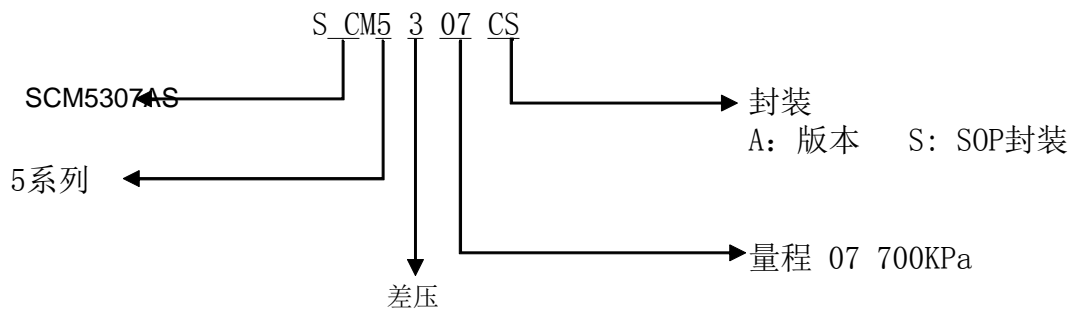 S CM5 3 07 CS
SCM5307AS
封装
A: 版本 S: SOP封装
5系列
量程 07 700KPa
差压